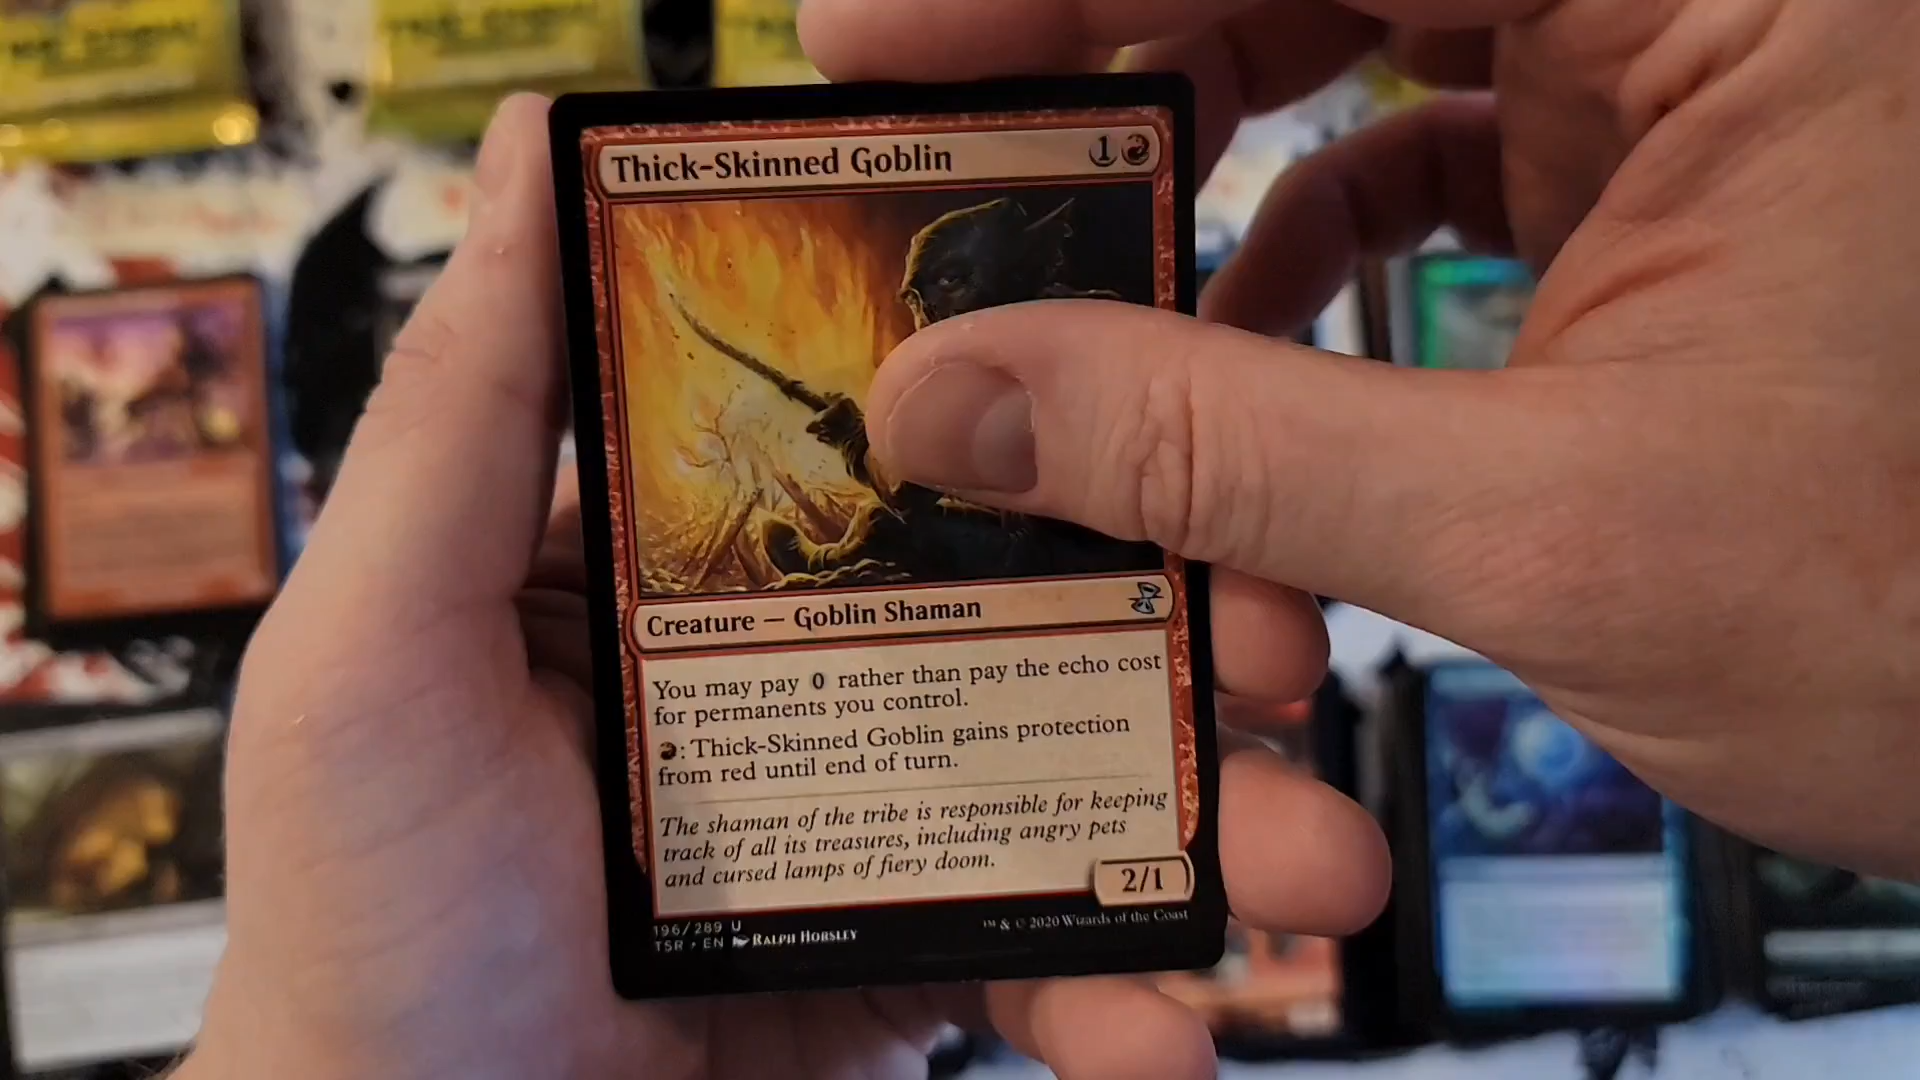 Thick-Skinned Goblin 1
Creature — Goblin Shaman
You may pay 0 rather than pay the echo cost
for permanents you control.
: Thick-Skinned Goblin gains protection
from red until end of turn.
The shaman of the tribe is responsible for keeping
track of all its treasures, including angry pets
and cursed lamps of fiery doom.
2/1
196/289 U
TSR • EN RALPH HORSLEY
™ & © 2020 Wizards of the Coast